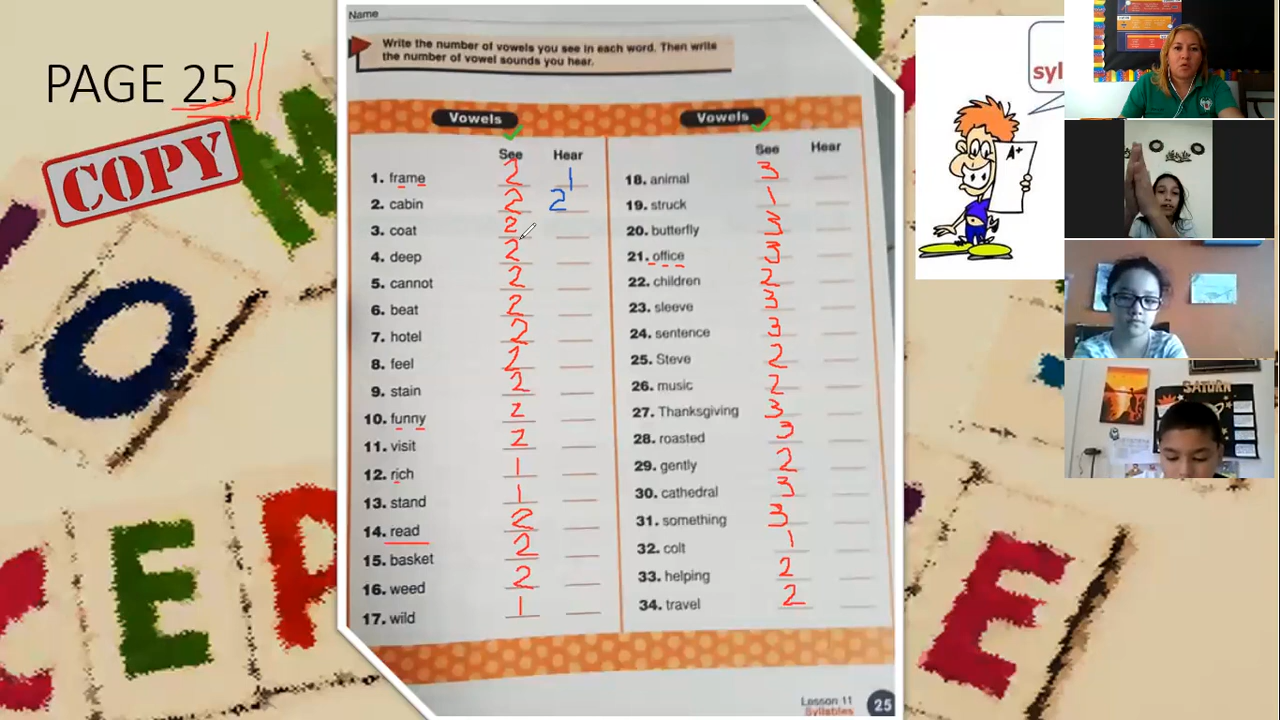 PAGE 25
COPY
Name
Write the number of vowels you see in each word. Then write
the number of vowel sounds you hear.
Vowels
See Hear
1. frame 2 1
2. cabin 2 2
3. coat 2
4. deep 2
5. cannot 2
6. beat 2
7. hotel 2
8. feel 2
9. stain 2
10. funny 2
11. visit 2
12. rich 1
13. stand 1
14. read 2
15. basket 2
16. weed 2
17. wild 1
Vowels
See Hear
18. animal 3
19. struck 1
20. butterfly 3
21. office 3
22. children 2
23. sleeve 3
24. sentence 3
25. Steve 2
26. music 2
27. Thanksgiving 3
28. roasted 3
29. gently 2
30. cathedral 3
31. something 3
32. colt 1
33. helping 2
34. travel 2
Lesson 11
Syllables 25
syl
A+
SATURN
O
M
C
E
P
E